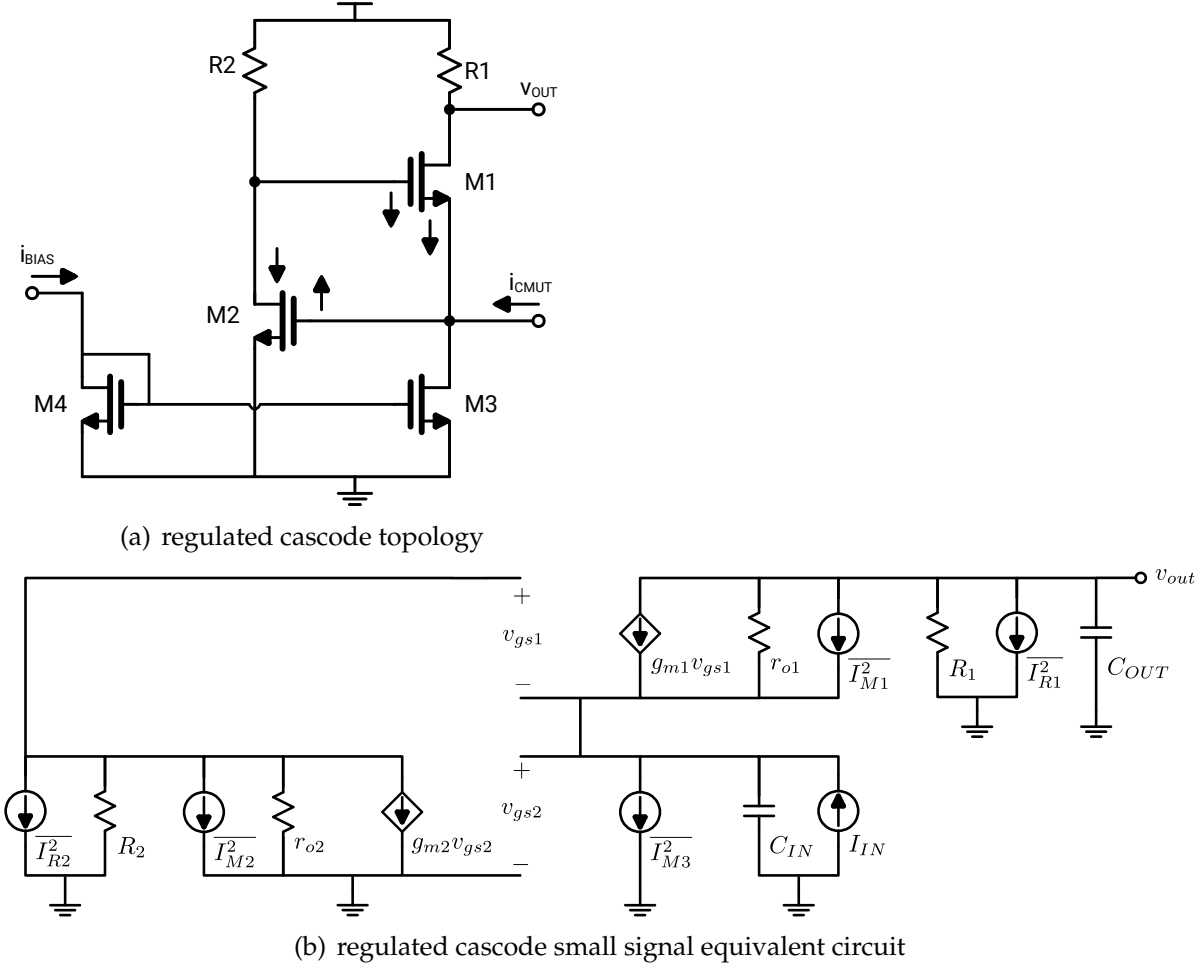 R2
R1
vOUT
M1
iBIAS
iCMUT
M2
M4
M3
(a) regulated cascode topology
+
vgs1
−
gm1vgs1
ro1
I²M1
R1
I²R1
COUT
vout
+
vgs2
−
I²R2
R2
I²M2
ro2
gm2vgs2
I²M3
CIN
IIN
(b) regulated cascode small signal equivalent circuit